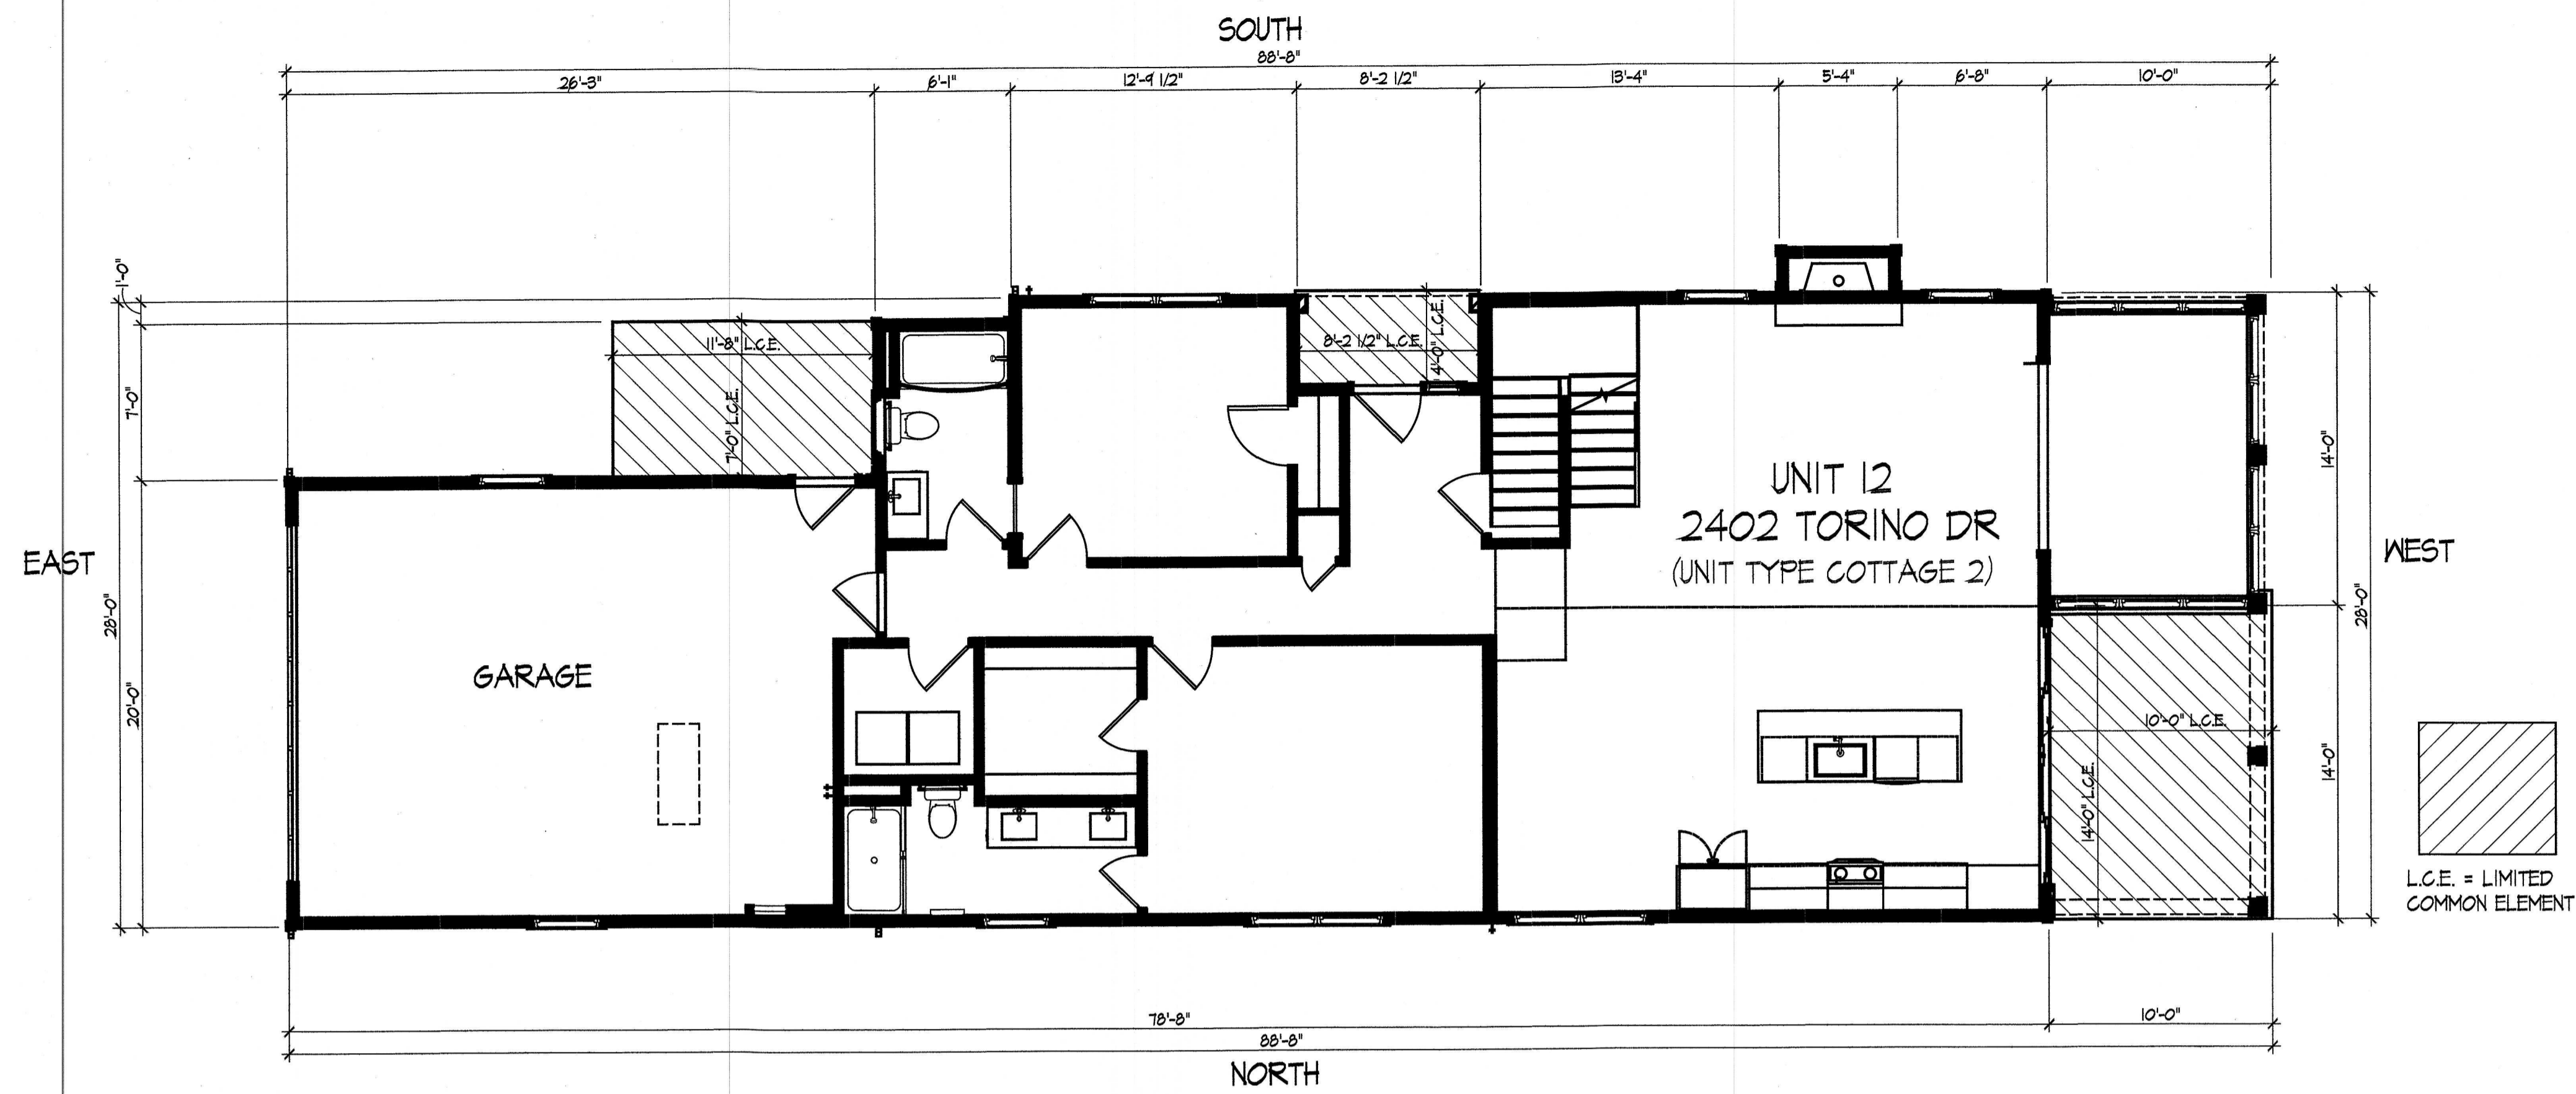 SOUTH
88'-8"
26'-3" 6'-1" 12'-9 1/2" 8'-2 1/2" 13'-4" 5'-4" 6'-8" 10'-0"
1'-0"
7'-0"
28'-0"
20'-0"
EAST
11'-8" L.C.E.
7'-0" L.C.E.
8'-2 1/2" L.C.E.
4'-0" L.C.E.
GARAGE
UNIT 12
2402 TORINO DR
(UNIT TYPE COTTAGE 2)
WEST
14'-0"
28'-0"
14'-0"
10'-0" L.C.E.
14'-0" L.C.E.
L.C.E. = LIMITED
COMMON ELEMENT
78'-8" 10'-0"
88'-8"
NORTH